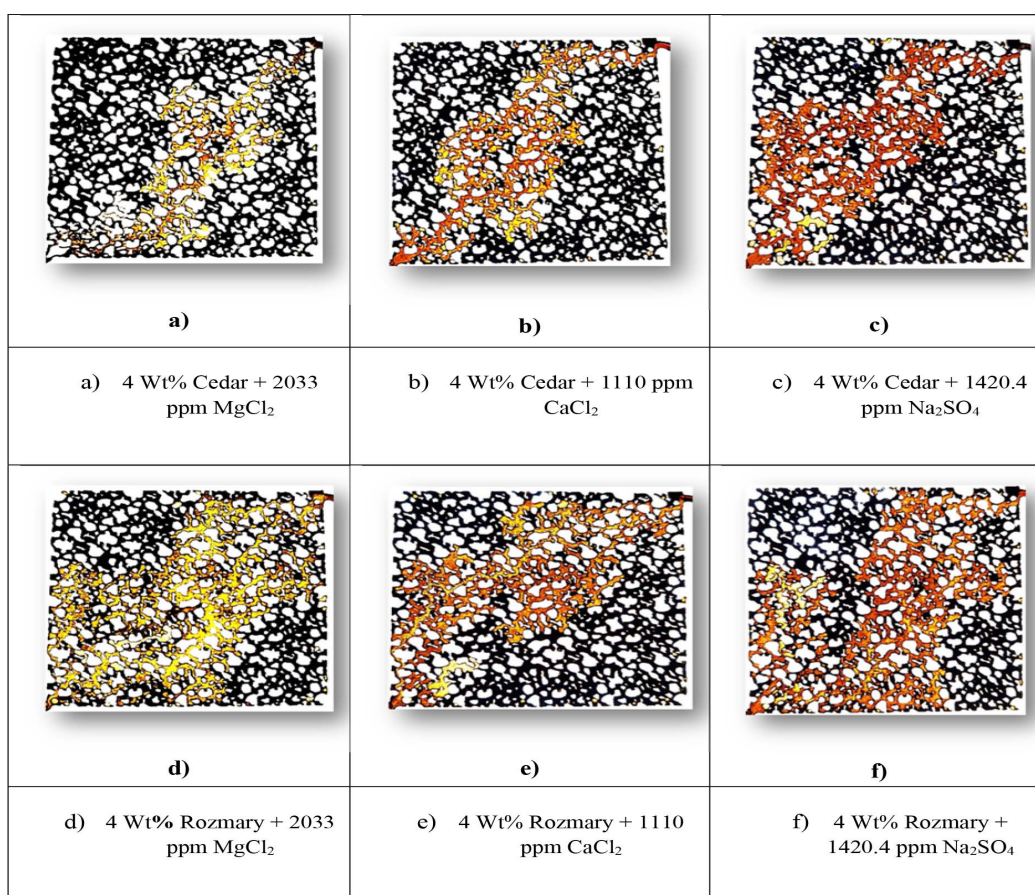 a)
b)
c)
a) 4 Wt% Cedar + 2033
ppm MgCl₂
b) 4 Wt% Cedar + 1110 ppm
CaCl₂
c) 4 Wt% Cedar + 1420.4
ppm Na₂SO₄
d)
e)
f)
d) 4 Wt% Rozmary + 2033
ppm MgCl₂
e) 4 Wt% Rozmary + 1110
ppm CaCl₂
f) 4 Wt% Rozmary +
1420.4 ppm Na₂SO₄